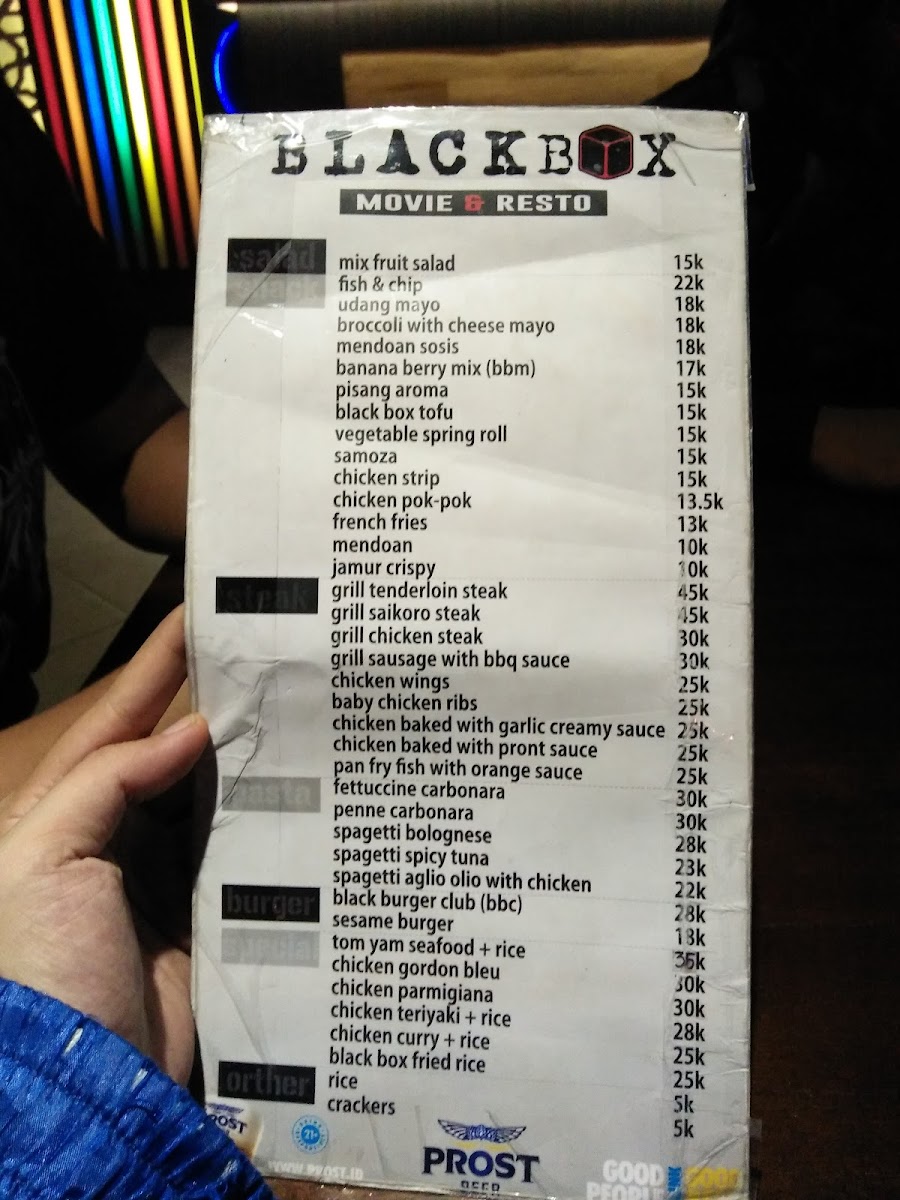 BLACKBOX
MOVIE & RESTO
salad mix fruit salad 15k
fish & chip 22k
udang mayo 18k
broccoli with cheese mayo 18k
mendoan sosis 18k
banana berry mix (bbm) 17k
pisang aroma 15k
black box tofu 15k
vegetable spring roll 15k
samoza 15k
chicken strip 15k
chicken pok-pok 13.5k
french fries 13k
mendoan 10k
jamur crispy 10k
steak grill tenderloin steak 45k
grill saikoro steak 45k
grill chicken steak 30k
grill sausage with bbq sauce 30k
chicken wings 25k
baby chicken ribs 25k
chicken baked with garlic creamy sauce 25k
chicken baked with pront sauce 25k
pan fry fish with orange sauce 25k
pasta fettuccine carbonara 30k
penne carbonara 30k
spagetti bolognese 28k
spagetti spicy tuna 23k
spagetti aglio olio with chicken 22k
burger black burger club (bbc) 28k
sesame burger 18k
special tom yam seafood + rice 35k
chicken gordon bleu 30k
chicken parmigiana 30k
chicken teriyaki + rice 28k
chicken curry + rice 25k
black box fried rice 25k
orther rice 5k
crackers 5k
21+
WWW.PROST.ID
PROST
BEER
GOOD
PEOPLE